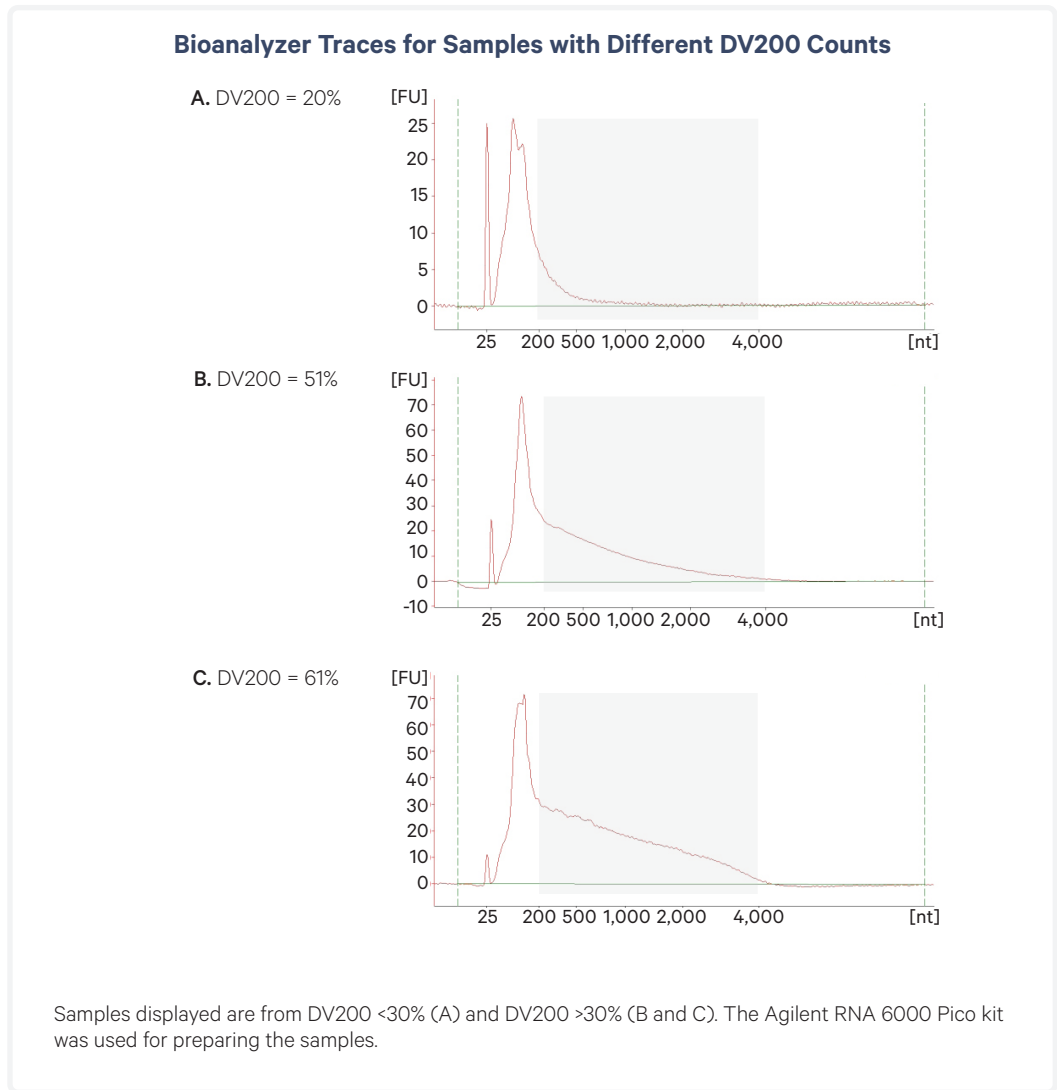 Bioanalyzer Traces for Samples with Different DV200 Counts
A. DV200 = 20%
[FU]
25
20
15
10
5
0
25 200 500 1,000 2,000 4,000 [nt]
B. DV200 = 51%
[FU]
70
60
50
40
30
20
10
0
-10
25 200 500 1,000 2,000 4,000 [nt]
C. DV200 = 61%
[FU]
70
60
50
40
30
20
10
0
25 200 500 1,000 2,000 4,000 [nt]
Samples displayed are from DV200 <30% (A) and DV200 >30% (B and C). The Agilent RNA 6000 Pico kit
was used for preparing the samples.